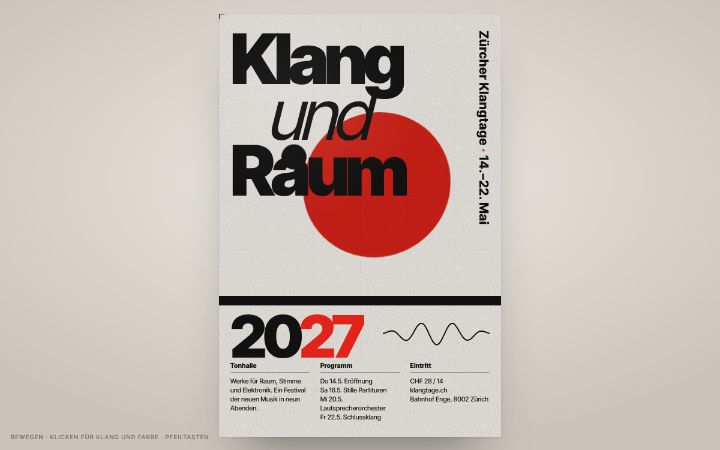 Klang
und
Raum
Zürcher Klangtage · 14.–22. Mai
2027
Tonhalle
Werke für Raum, Stimme
und Elektronik. Ein Festival
der neuen Musik in neun
Abenden.
Programm
Do 14.5. Eröffnung
Sa 16.5. Stille Partituren
Mi 20.5.
Lautsprecherorchester
Fr 22.5. Schlussklang
Eintritt
CHF 28 / 14
klangtage.ch
Bahnhof Enge, 8002 Zürich
BEWEGEN · KLICKEN FÜR KLANG UND FARBE · PFEILTASTEN